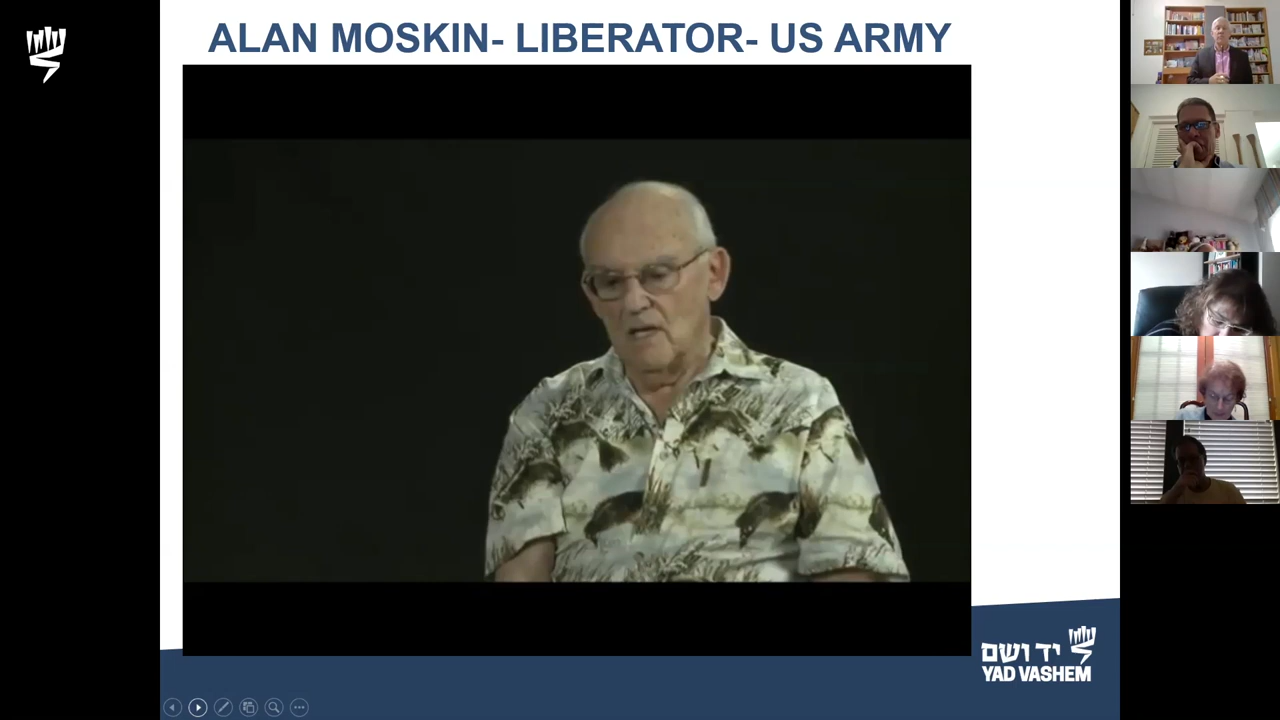 ALAN MOSKIN- LIBERATOR- US ARMY
יד ושם
YAD VASHEM